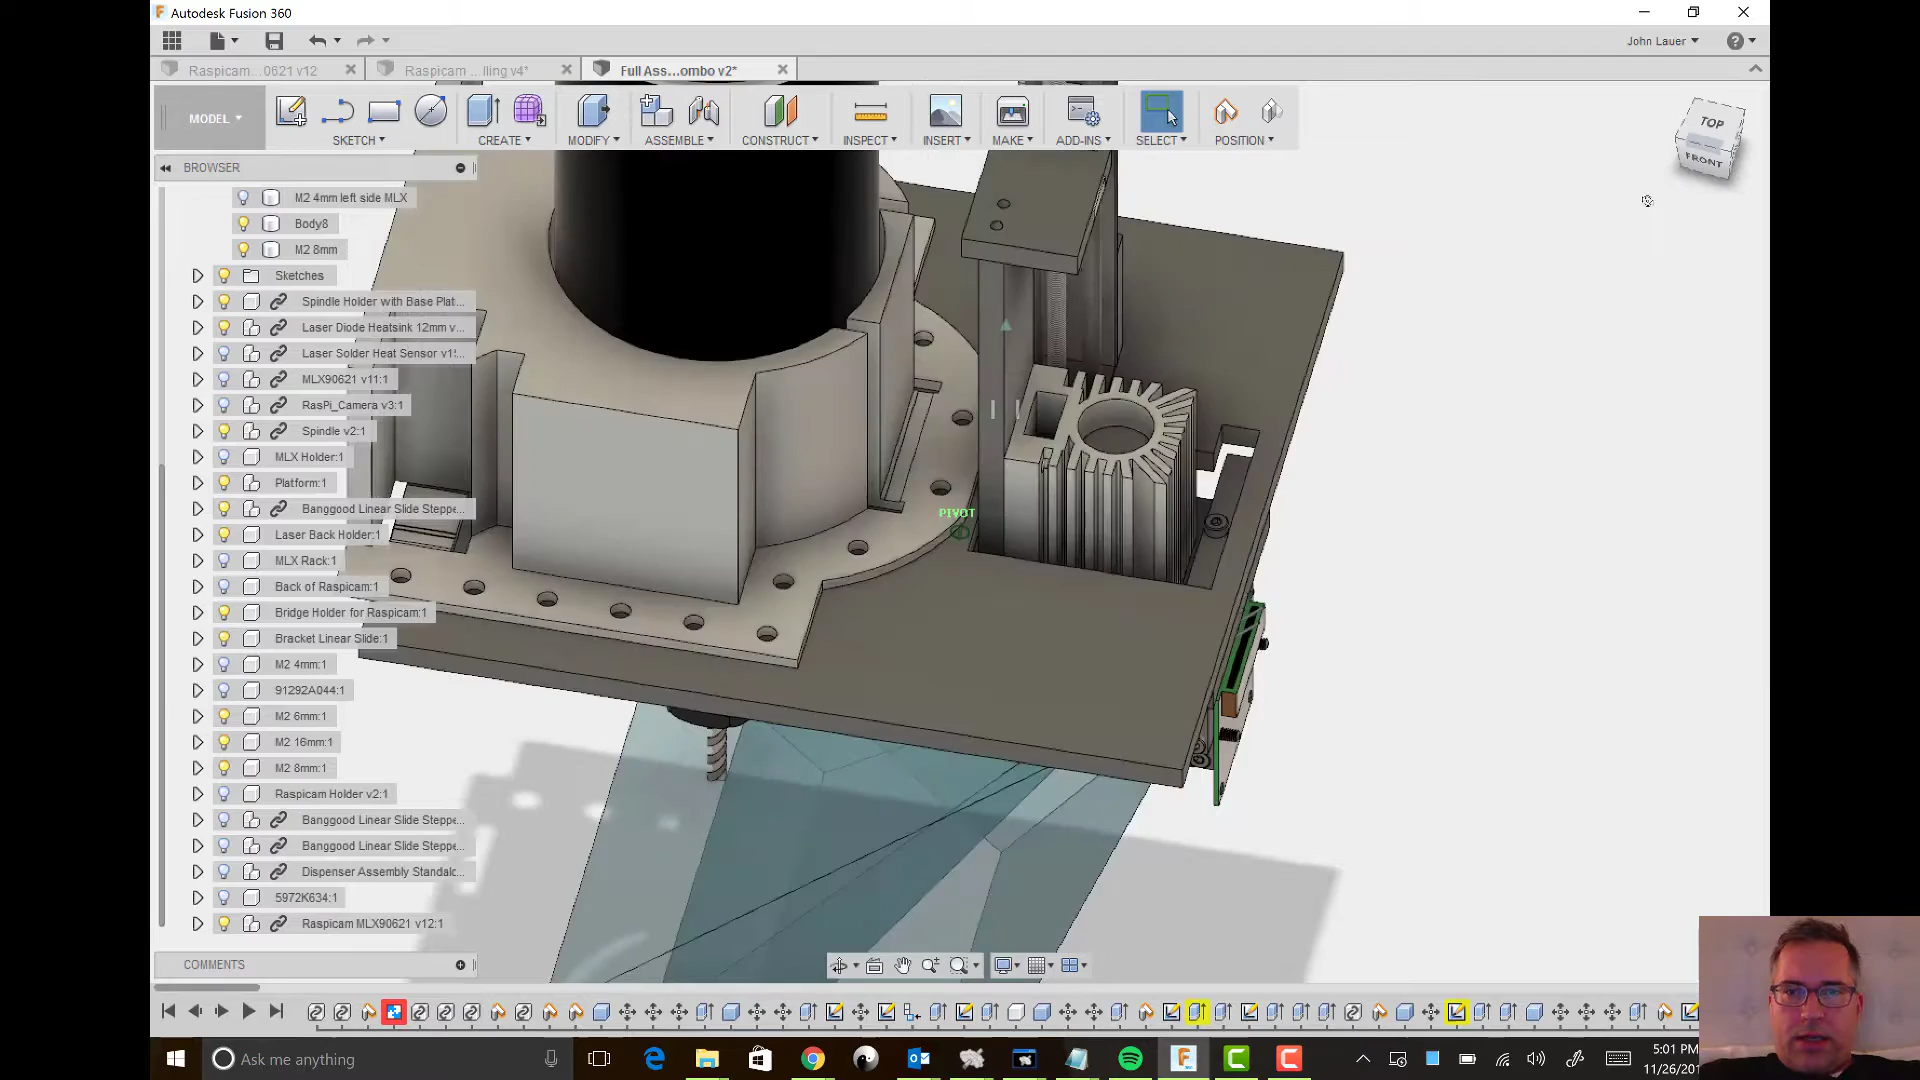 Autodesk Fusion 360
John Lauer
Raspicam...0621 v12
Raspicam ...lling v4*
Full Ass...ombo v2*
MODEL
SKETCH
CREATE
MODIFY
ASSEMBLE
CONSTRUCT
INSPECT
INSERT
MAKE
ADD-INS
SELECT
POSITION
TOP
FRONT
BROWSER
M2 4mm left side MLX
Body8
M2 8mm
Sketches
Spindle Holder with Base Plat...
Laser Diode Heatsink 12mm v...
Laser Solder Heat Sensor v1...
MLX90621 v11:1
RasPi_Camera v3:1
Spindle v2:1
MLX Holder:1
Platform:1
Banggood Linear Slide Steppe...
Laser Back Holder:1
MLX Rack:1
Back of Raspicam:1
Bridge Holder for Raspicam:1
Bracket Linear Slide:1
M2 4mm:1
91292A044:1
M2 6mm:1
M2 16mm:1
M2 8mm:1
Raspicam Holder v2:1
Banggood Linear Slide Steppe...
Banggood Linear Slide Steppe...
Dispenser Assembly Standalo...
5972K634:1
Raspicam MLX90621 v12:1
PIVOT
COMMENTS
Ask me anything
5:01 PM
11/26/201